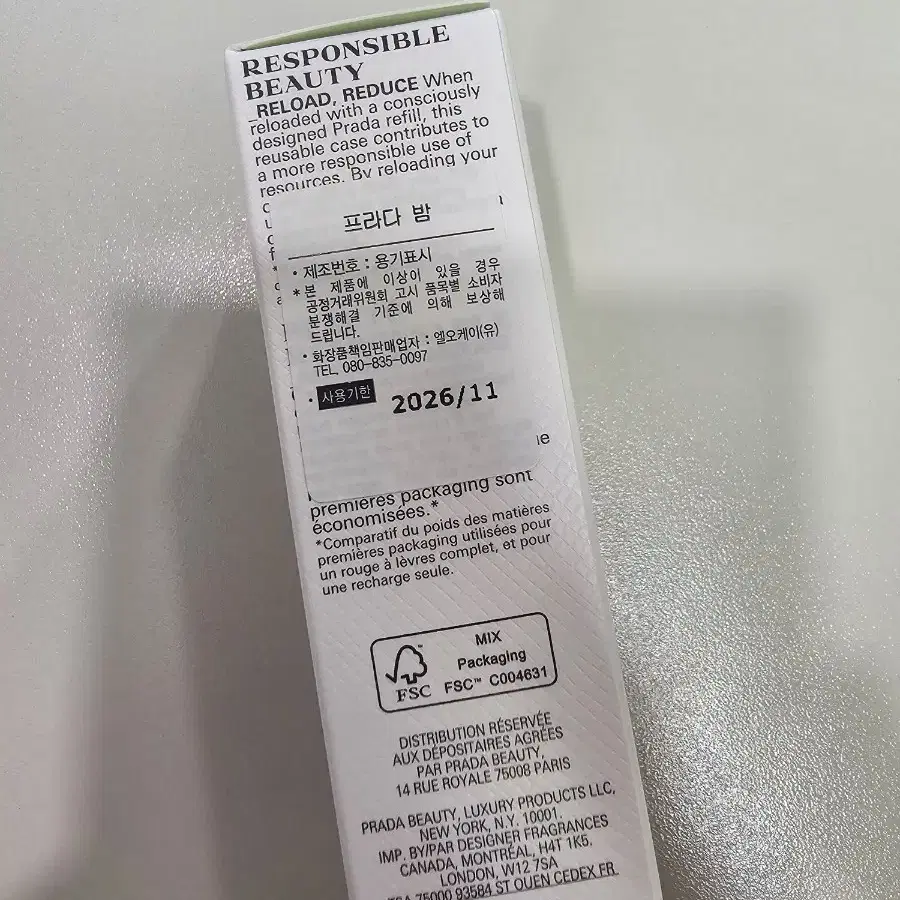 RESPONSIBLE
BEAUTY
_RELOAD, REDUCE When
reloaded with a consciously
designed Prada refill, this
reusable case contributes to
a more responsible use of
resources. By reloading your
프라다 밤
• 제조번호 : 용기표시
* 본 제품에 이상이 있을 경우
공정거래위원회 고시 품목별 소비자
분쟁해결 기준에 의해 보상해
드립니다.
• 화장품책임판매업자 : 엘오케이(유)
TEL. 080-835-0097
• 사용기한 2026/11
premières packaging sont
économisées.*
*Comparatif du poids des matières
premières packaging utilisées pour
un rouge à lèvres complet, et pour
une recharge seule.
MIX
Packaging
FSC™ C004631
FSC
DISTRIBUTION RÉSERVÉE
AUX DÉPOSITAIRES AGRÉÉS
PAR PRADA BEAUTY,
14 RUE ROYALE 75008 PARIS
PRADA BEAUTY, LUXURY PRODUCTS LLC,
NEW YORK, N.Y. 10001.
IMP. BY/PAR DESIGNER FRAGRANCES
CANADA, MONTRÉAL, H4T 1K5.
LONDON, W12 7SA
75000 93584 ST OUEN CEDEX FR.